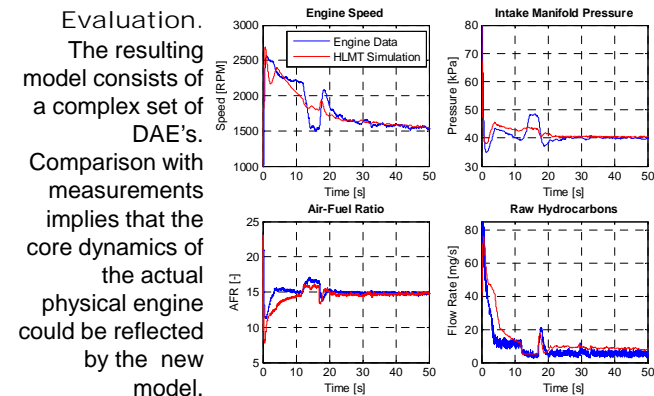 Evaluation.
The resulting
model consists of
a complex set of
DAE's.
Comparison with
measurements
implies that the
core dynamics of
the actual
physical engine
could be reflected
by the new
model.
Engine Speed
3000
2500
2000
1500
1000
Speed [RPM]
Engine Data
HLMT Simulation
0 10 20 30 40 50
Time [s]
Intake Manifold Pressure
80
70
60
50
40
30
Pressure [kPa]
0 10 20 30 40 50
Time [s]
Air-Fuel Ratio
25
20
15
10
5
AFR [-]
0 10 20 30 40 50
Time [s]
Raw Hydrocarbons
80
60
40
20
0
Flow Rate [mg/s]
0 10 20 30 40 50
Time [s]